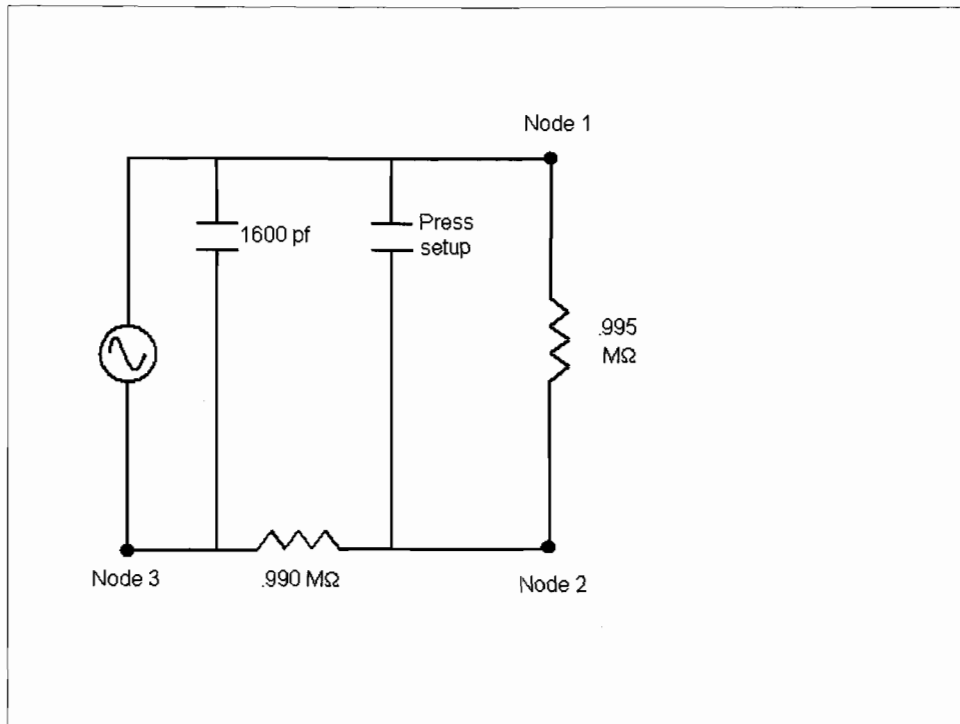 Node 1
1600 pf
Press
setup
.995
MΩ
Node 3
.990 MΩ
Node 2